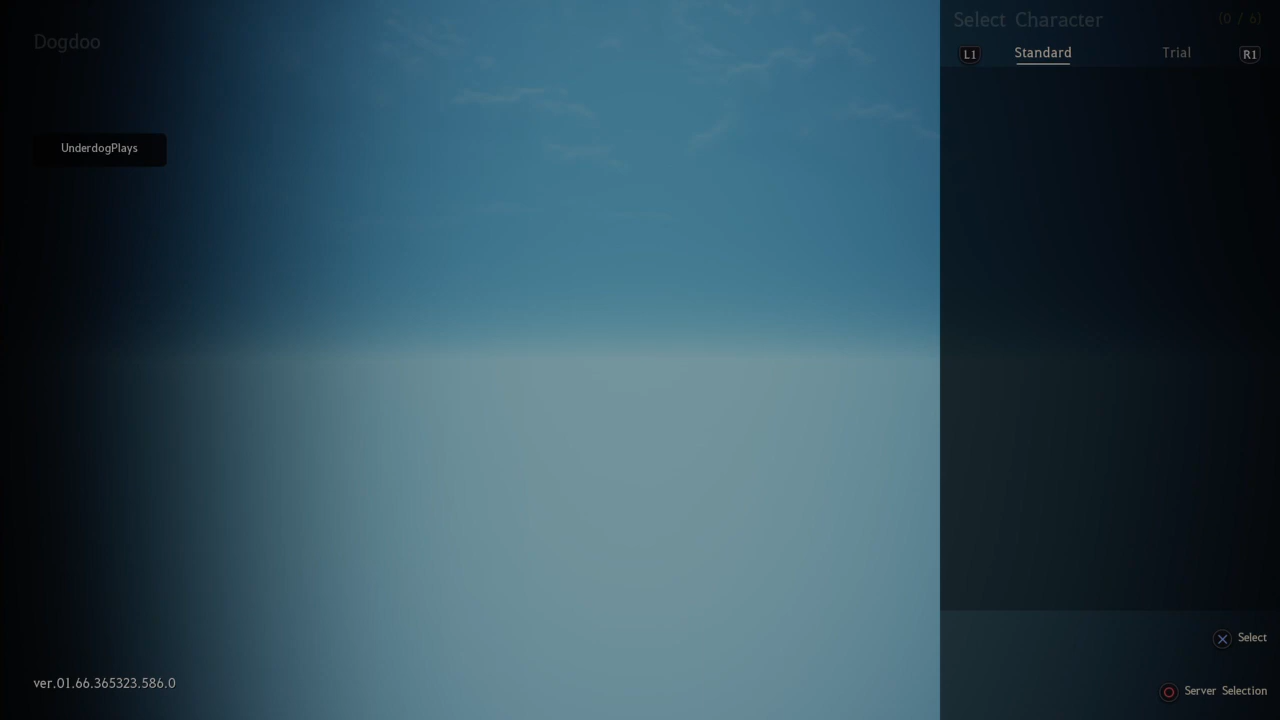 Dogdoo
UnderdogPlays
ver.01.66.365323.586.0
Select Character
(0 / 6)
L1
Standard
Trial
R1
Select
Server Selection